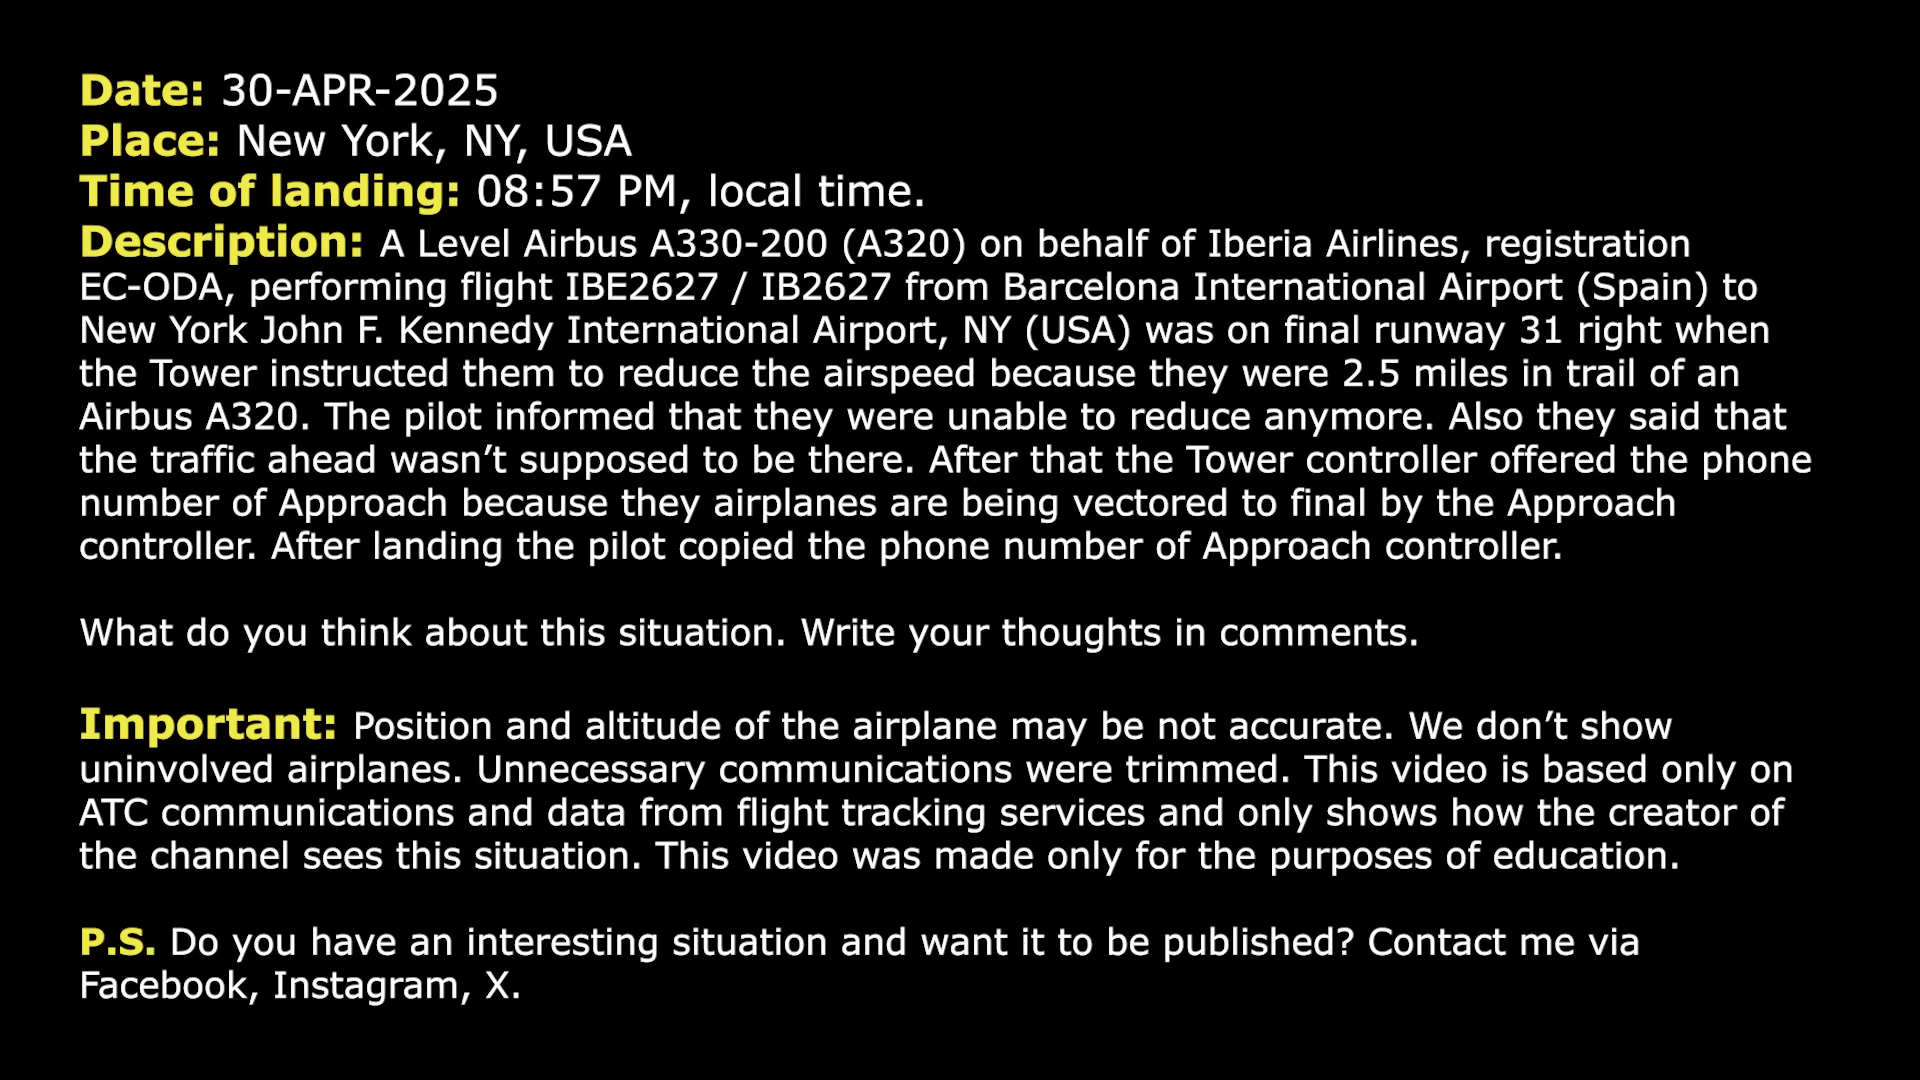 Date: 30-APR-2025
Place: New York, NY, USA
Time of landing: 08:57 PM, local time.
Description: A Level Airbus A330-200 (A320) on behalf of Iberia Airlines, registration
EC-ODA, performing flight IBE2627 / IB2627 from Barcelona International Airport (Spain) to
New York John F. Kennedy International Airport, NY (USA) was on final runway 31 right when
the Tower instructed them to reduce the airspeed because they were 2.5 miles in trail of an
Airbus A320. The pilot informed that they were unable to reduce anymore. Also they said that
the traffic ahead wasn’t supposed to be there. After that the Tower controller offered the phone
number of Approach because they airplanes are being vectored to final by the Approach
controller. After landing the pilot copied the phone number of Approach controller.
What do you think about this situation. Write your thoughts in comments.
Important: Position and altitude of the airplane may be not accurate. We don’t show
uninvolved airplanes. Unnecessary communications were trimmed. This video is based only on
ATC communications and data from flight tracking services and only shows how the creator of
the channel sees this situation. This video was made only for the purposes of education.
P.S. Do you have an interesting situation and want it to be published? Contact me via
Facebook, Instagram, X.